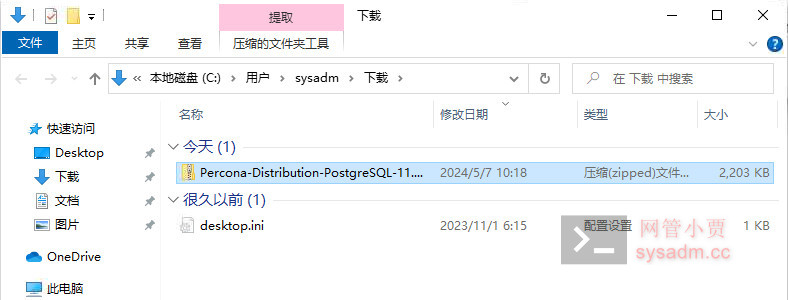 提取
下载
文件 主页 共享 查看 压缩的文件夹工具
« 本地磁盘 (C:) > 用户 > sysadm > 下载 >
在 下载 中搜索
名称 修改日期 类型 大小
快速访问
Desktop
下载
文档
图片
OneDrive
此电脑
今天 (1)
Percona-Distribution-PostgreSQL-11.... 2024/5/7 10:18 压缩(zipped)文件... 2,203 KB
很久以前 (1)
desktop.ini 2023/11/1 6:15 配置设置 1 KB
网管小贾
sysadm.cc